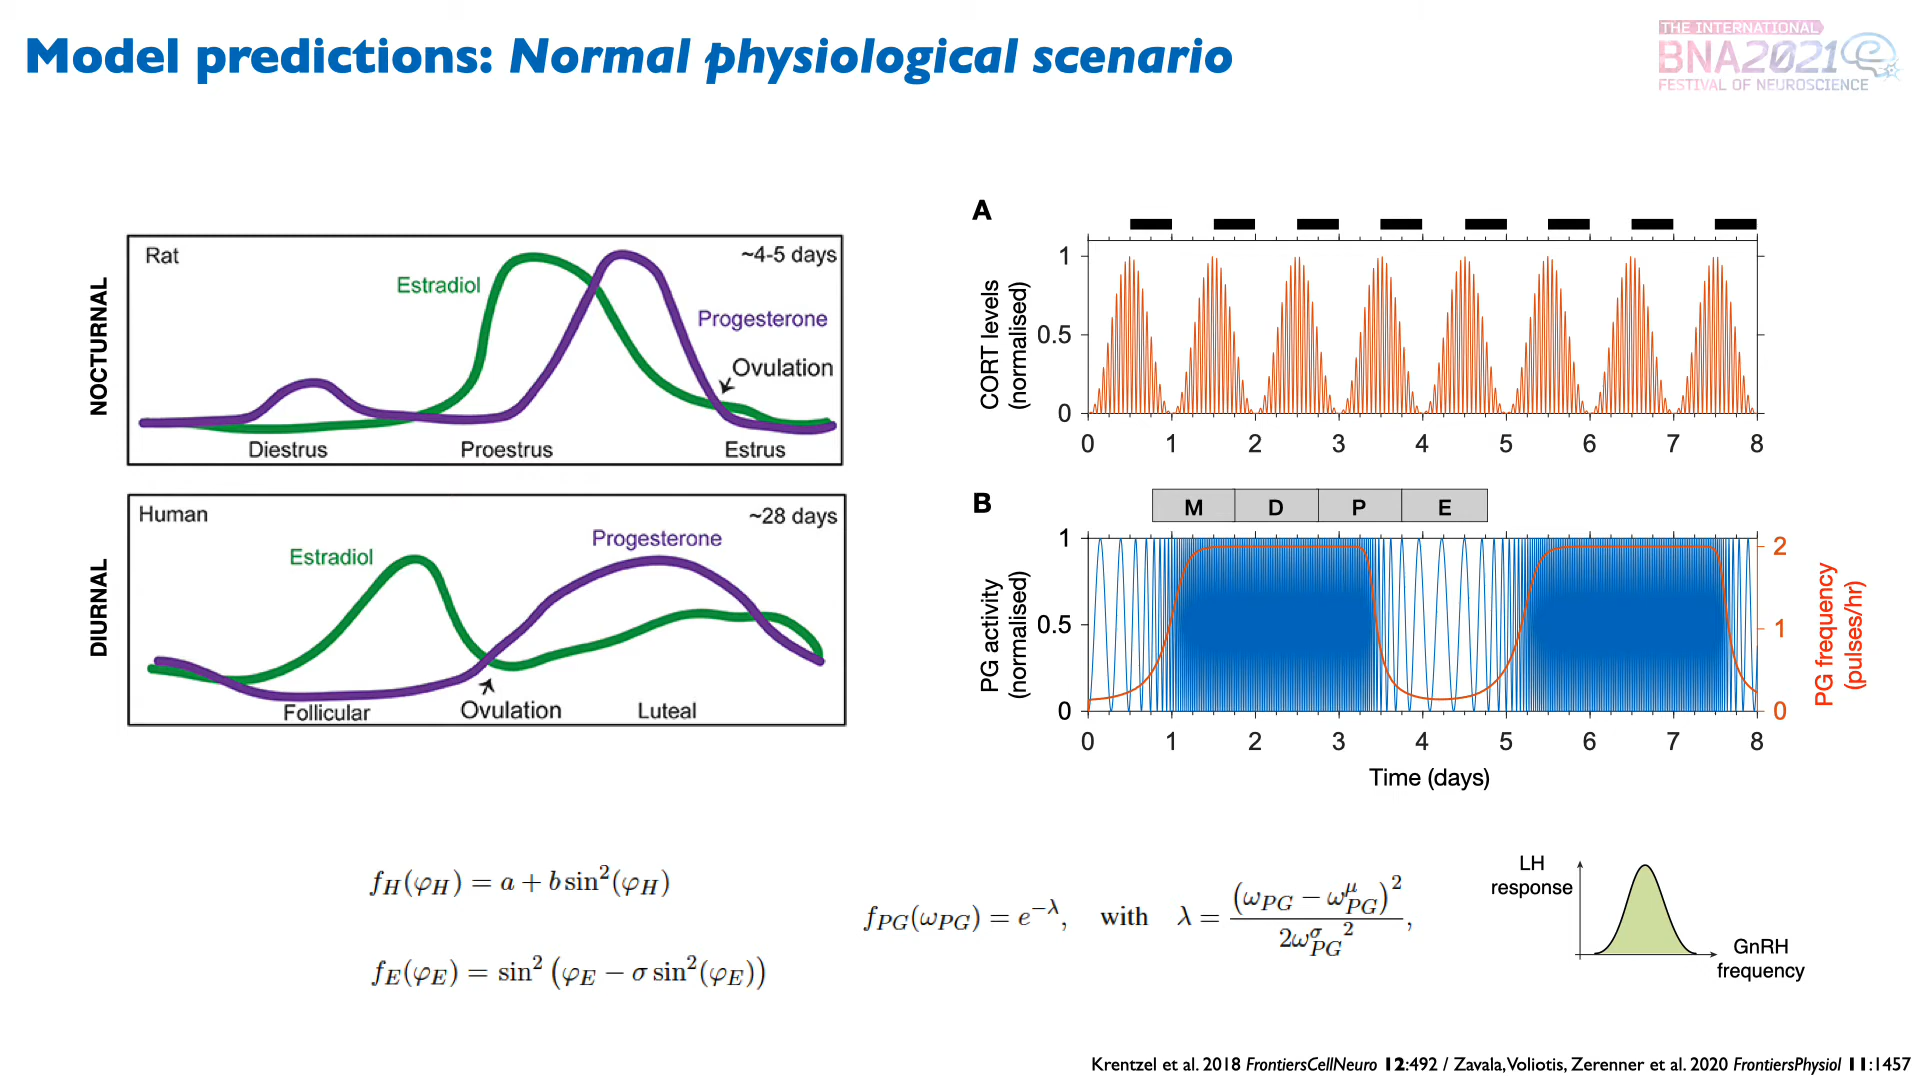 Model predictions: Normal physiological scenario
THE INTERNATIONAL
BNA2021
FESTIVAL OF NEUROSCIENCE
NOCTURNAL
Rat
~4-5 days
Estradiol
Progesterone
Ovulation
Diestrus
Proestrus
Estrus
DIURNAL
Human
~28 days
Estradiol
Progesterone
Ovulation
Follicular
Luteal
A
CORT levels
(normalised)
1
0.5
0
0 1 2 3 4 5 6 7 8
B
M D P E
PG activity
(normalised)
1
0.5
0
2
1
0
PG frequency
(pulses/hr)
0 1 2 3 4 5 6 7 8
Time (days)
f_H(φ_H) = a + b sin²(φ_H)
f_E(φ_E) = sin² (φ_E − σ sin²(φ_E))
f_PG(ω_PG) = e^{−λ}, with λ = (ω_PG − ω_PG^μ)² / 2ω_PG^σ ²,
LH
response
GnRH
frequency
Krentzel et al. 2018 FrontiersCellNeuro 12:492 / Zavala, Voliotis, Zerenner et al. 2020 FrontiersPhysiol 11:1457